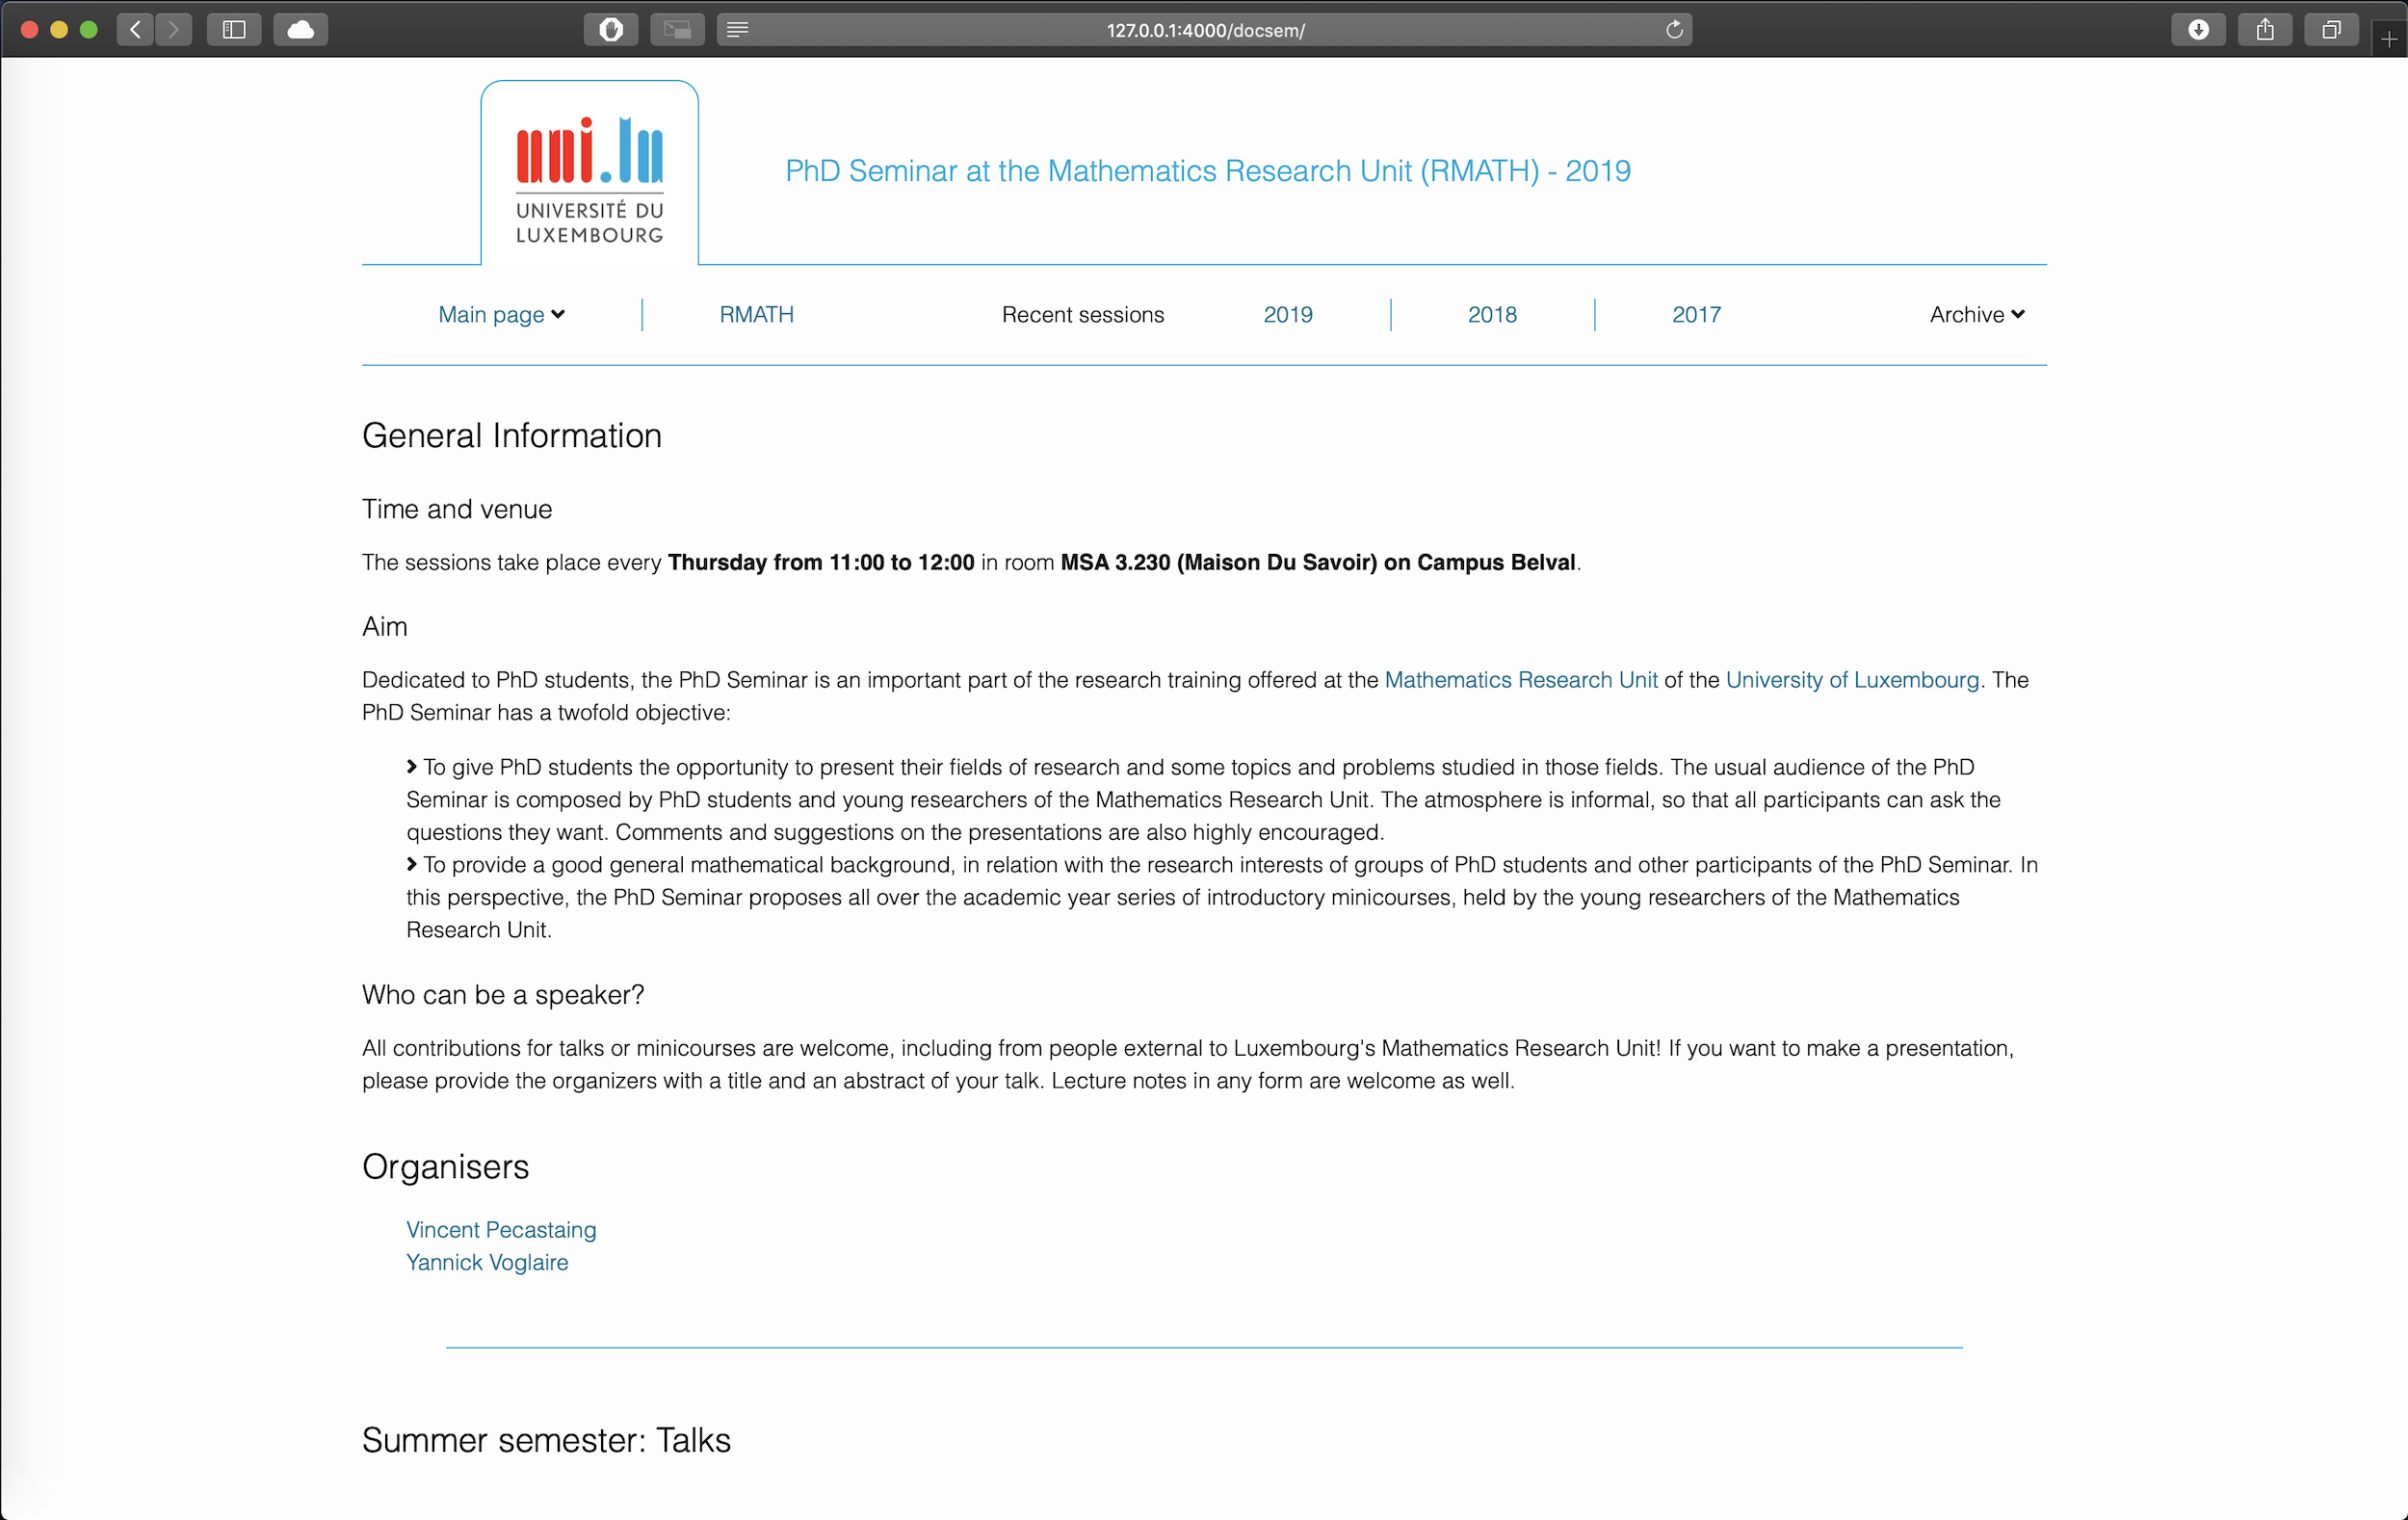 127.0.0.1:4000/docsem/
uni.lu
UNIVERSITÉ DU
LUXEMBOURG
PhD Seminar at the Mathematics Research Unit (RMATH) - 2019
Main page RMATH Recent sessions 2019 2018 2017 Archive
General Information
Time and venue
The sessions take place every Thursday from 11:00 to 12:00 in room MSA 3.230 (Maison Du Savoir) on Campus Belval.
Aim
Dedicated to PhD students, the PhD Seminar is an important part of the research training offered at the Mathematics Research Unit of the University of Luxembourg. The
PhD Seminar has a twofold objective:
To give PhD students the opportunity to present their fields of research and some topics and problems studied in those fields. The usual audience of the PhD
Seminar is composed by PhD students and young researchers of the Mathematics Research Unit. The atmosphere is informal, so that all participants can ask the
questions they want. Comments and suggestions on the presentations are also highly encouraged.
To provide a good general mathematical background, in relation with the research interests of groups of PhD students and other participants of the PhD Seminar. In
this perspective, the PhD Seminar proposes all over the academic year series of introductory minicourses, held by the young researchers of the Mathematics
Research Unit.
Who can be a speaker?
All contributions for talks or minicourses are welcome, including from people external to Luxembourg's Mathematics Research Unit! If you want to make a presentation,
please provide the organizers with a title and an abstract of your talk. Lecture notes in any form are welcome as well.
Organisers
Vincent Pecastaing
Yannick Voglaire
Summer semester: Talks